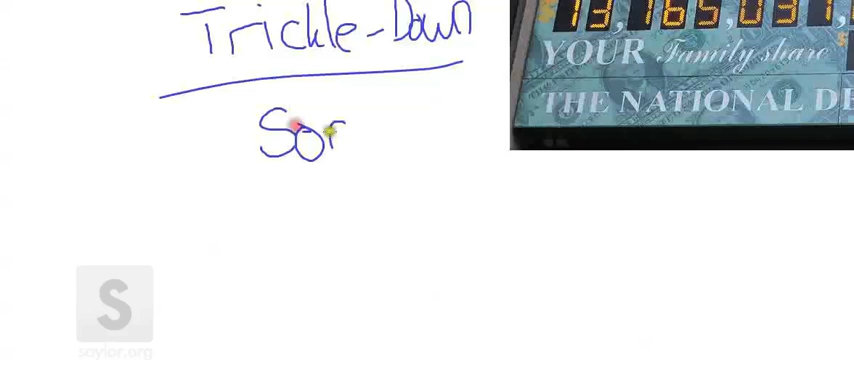 Trickle-Down
Sor
$ 13,165,031,
YOUR Family share $
THE NATIONAL DE
S
saylor.org